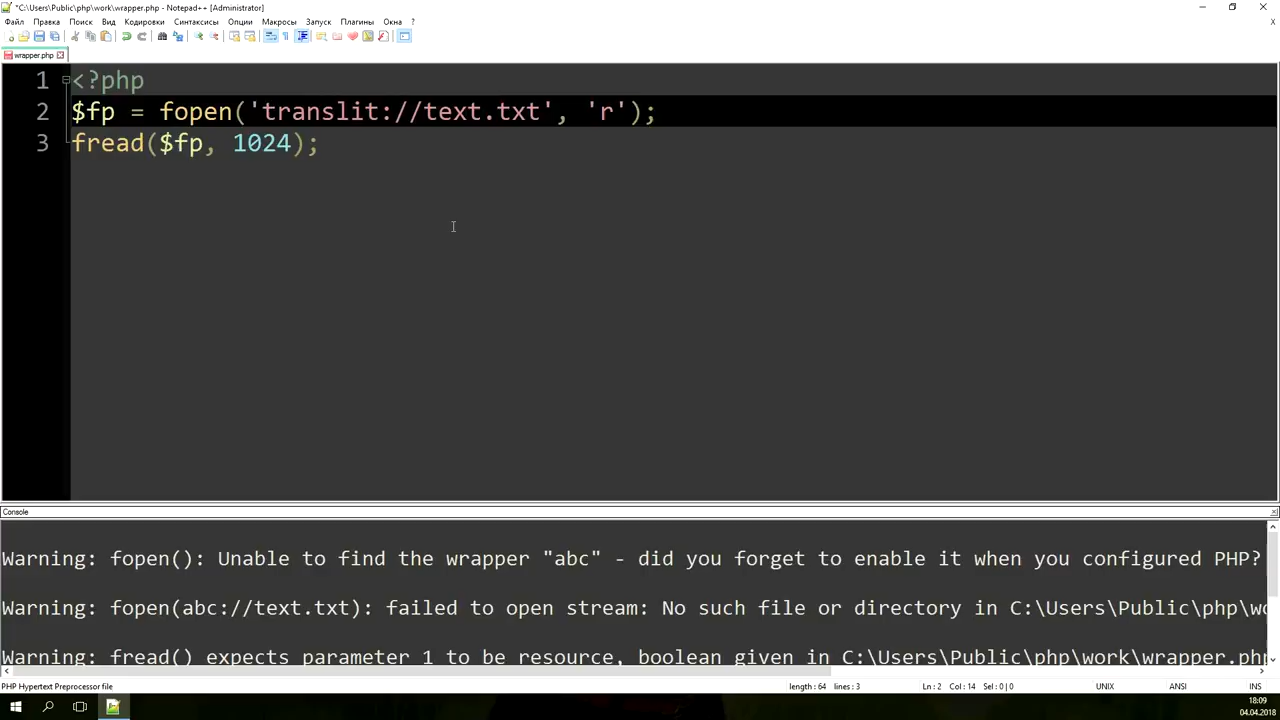 *C:\Users\Public\php\work\wrapper.php - Notepad++ [Administrator]
Файл Правка Поиск Вид Кодировки Синтаксисы Опции Макросы Запуск Плагины Окна ?
wrapper.php
1 <?php
2 $fp = fopen('translit://text.txt', 'r');
3 fread($fp, 1024);
Console
Warning: fopen(): Unable to find the wrapper "abc" - did you forget to enable it when you configured PHP?
Warning: fopen(abc://text.txt): failed to open stream: No such file or directory in C:\Users\Public\php\wo
Warning: fread() expects parameter 1 to be resource, boolean given in C:\Users\Public\php\work\wrapper.php
PHP Hypertext Preprocessor file length : 64 lines : 3 Ln : 2 Col : 14 Sel : 0 | 0 UNIX ANSI INS
18:09
04.04.2018